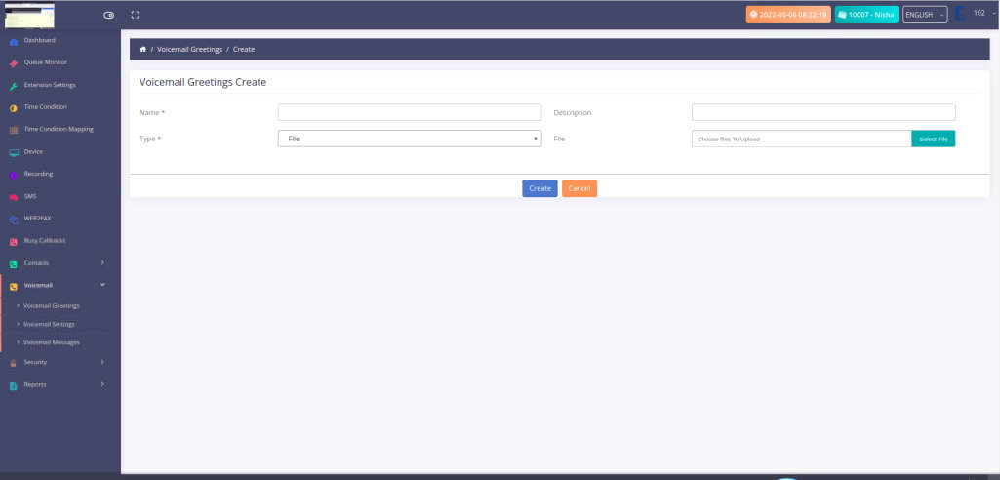 2022-05-06 08:22:19
10007 - Nisha
ENGLISH
102
Dashboard
Queue Monitor
Extension Settings
Time Condition
Time Condition Mapping
Device
Recording
SMS
WEB2FAX
Busy Callbacks
Contacts
Voicemail
Voicemail Greetings
Voicemail Settings
Voicemail Messages
Security
Reports
/ Voicemail Greetings / Create
Voicemail Greetings Create
Name *
Description
Type *
File
File
Choose files To Upload
Select File
Create
Cancel